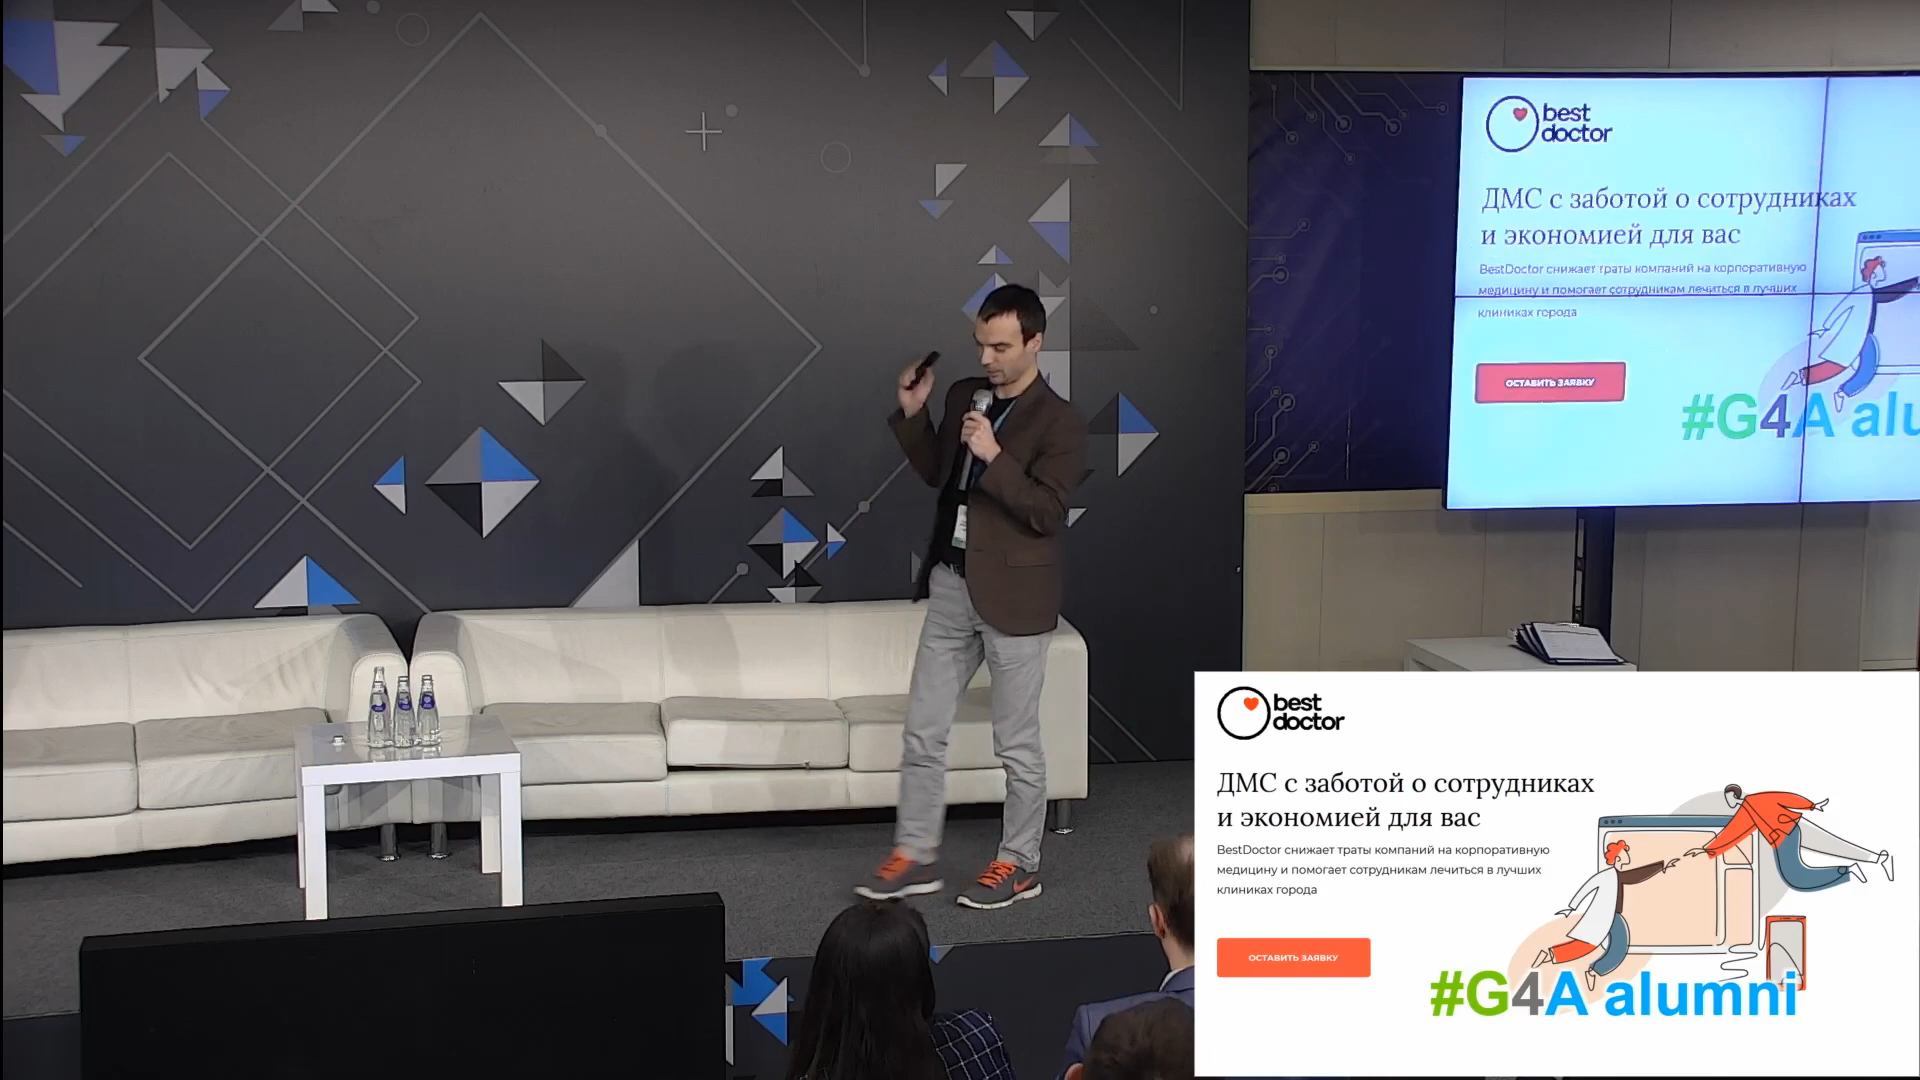 best
doctor
ДМС с заботой о сотрудниках
и экономией для вас
BestDoctor снижает траты компаний на корпоративную
медицину и помогает сотрудникам лечиться в лучших
клиниках города
ОСТАВИТЬ ЗАЯВКУ
#G4A alu
best
doctor
ДМС с заботой о сотрудниках
и экономией для вас
BestDoctor снижает траты компаний на корпоративную
медицину и помогает сотрудникам лечиться в лучших
клиниках города
ОСТАВИТЬ ЗАЯВКУ
#G4A alumni